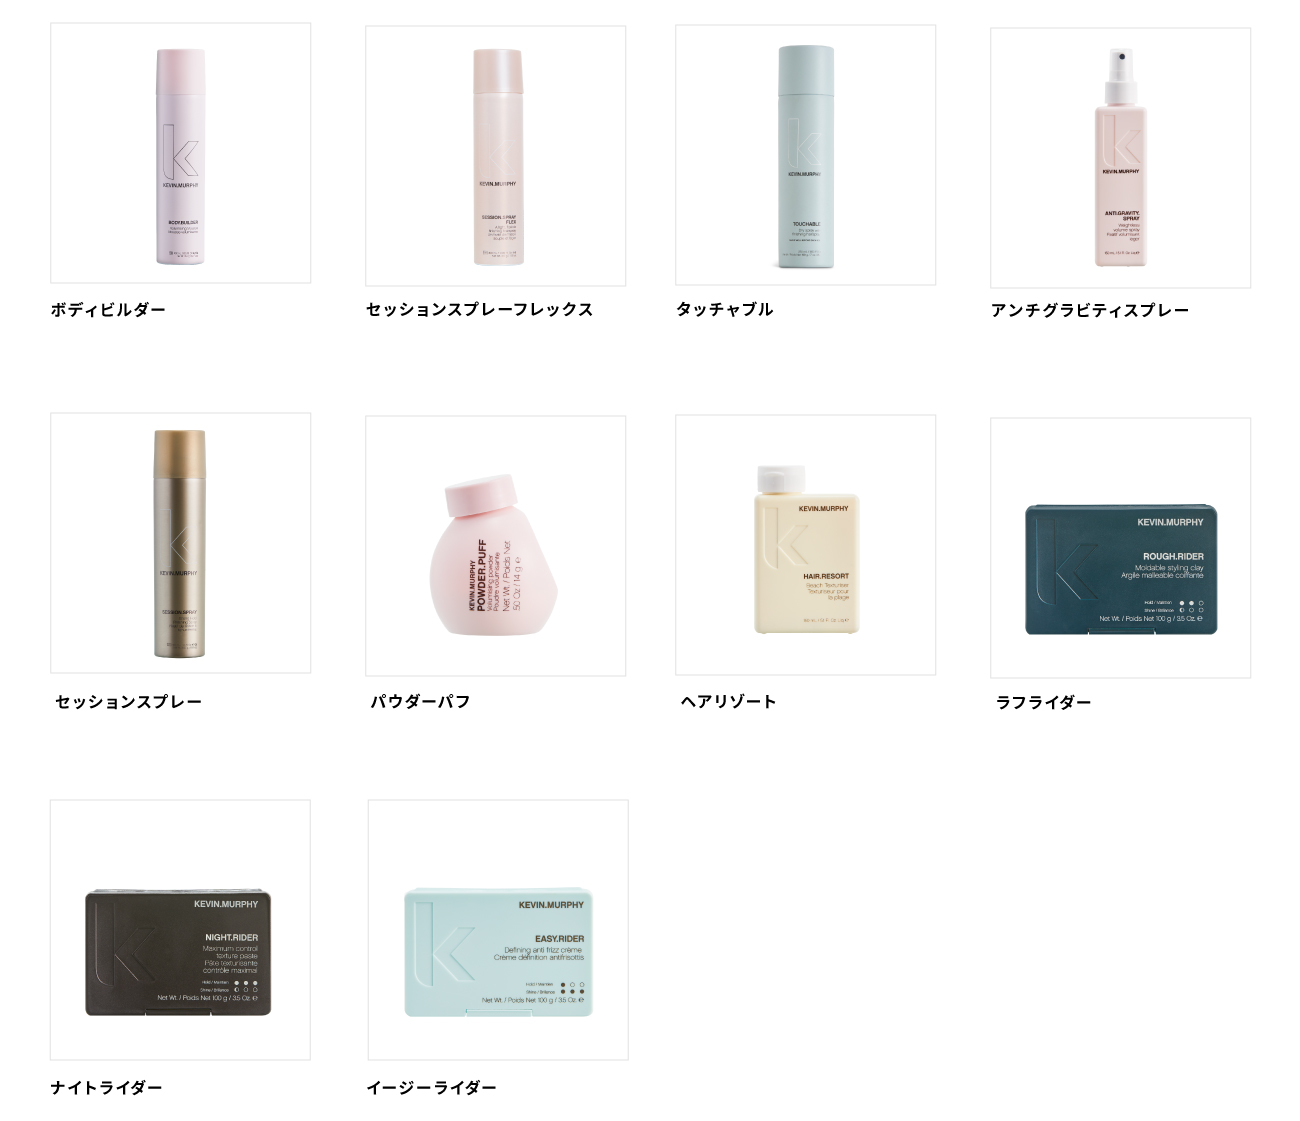 KEVIN.MURPHY
BODY.BUILDER
ボディビルダー
KEVIN.MURPHY
SESSION.SPRAY
FLEX
セッションスプレーフレックス
KEVIN.MURPHY
TOUCHABLE
タッチャブル
KEVIN.MURPHY
ANTI.GRAVITY.
SPRAY
Weightless
volume spray
アンチグラビティスプレー
KEVIN.MURPHY
SESSION.SPRAY
セッションスプレー
KEVIN.MURPHY
POWDER.PUFF
Volumising powder
Poudre volumisante
Net Wt. / Poids Net
.50 Oz / 14 g ℮
パウダーパフ
KEVIN.MURPHY
HAIR.RESORT
Beach Texturiser
Texturiseur pour
la plage
ヘアリゾート
KEVIN.MURPHY
ROUGH.RIDER
Moldable styling clay
Argile malleable coiffante
Hold / Maintien
Shine / Brillance
Net Wt. / Poids Net 100 g / 3.5 Oz. ℮
ラフライダー
KEVIN.MURPHY
NIGHT.RIDER
Maximum control
texture paste
Pâte texturisante
contrôle maximal
Hold / Maintien
Shine / Brillance
Net Wt. / Poids Net 100 g / 3.5 Oz. ℮
ナイトライダー
KEVIN.MURPHY
EASY.RIDER
Defining anti frizz crème
Crème définition antifrisottis
Hold / Maintien
Shine / Brillance
Net Wt. / Poids Net 100 g / 3.5 Oz. ℮
イージーライダー